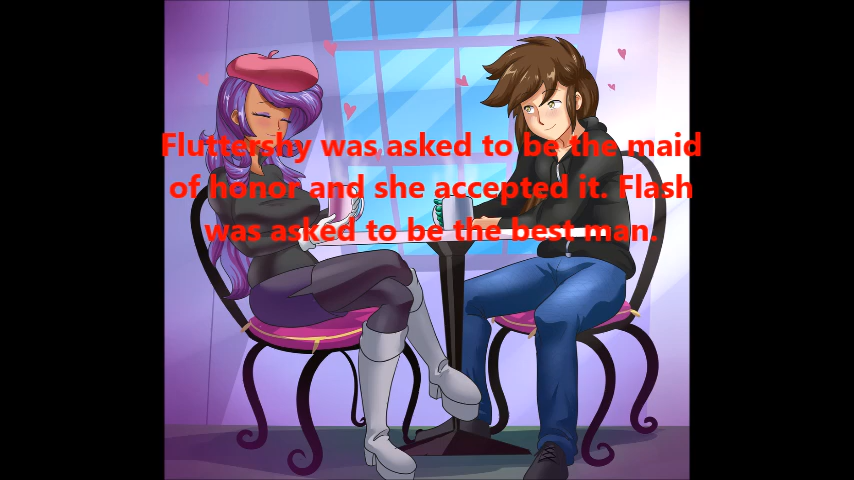 Fluttershy was asked to be the maid
of honor and she accepted it. Flash
was asked to be the best man.